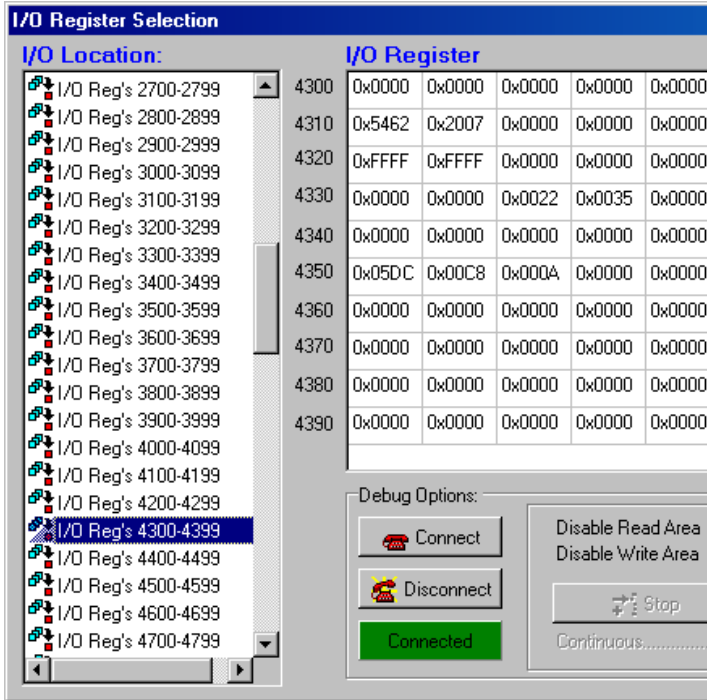 I/O Register Selection
I/O Location:
I/O Reg's 2700-2799
I/O Reg's 2800-2899
I/O Reg's 2900-2999
I/O Reg's 3000-3099
I/O Reg's 3100-3199
I/O Reg's 3200-3299
I/O Reg's 3300-3399
I/O Reg's 3400-3499
I/O Reg's 3500-3599
I/O Reg's 3600-3699
I/O Reg's 3700-3799
I/O Reg's 3800-3899
I/O Reg's 3900-3999
I/O Reg's 4000-4099
I/O Reg's 4100-4199
I/O Reg's 4200-4299
I/O Reg's 4300-4399
I/O Reg's 4400-4499
I/O Reg's 4500-4599
I/O Reg's 4600-4699
I/O Reg's 4700-4799
I/O Register
4300 0x0000 0x0000 0x0000 0x0000 0x0000
4310 0x5462 0x2007 0x0000 0x0000 0x0000
4320 0xFFFF 0xFFFF 0x0000 0x0000 0x0000
4330 0x0000 0x0000 0x0022 0x0035 0x0000
4340 0x0000 0x0000 0x0000 0x0000 0x0000
4350 0x05DC 0x00C8 0x000A 0x0000 0x0000
4360 0x0000 0x0000 0x0000 0x0000 0x0000
4370 0x0000 0x0000 0x0000 0x0000 0x0000
4380 0x0000 0x0000 0x0000 0x0000 0x0000
4390 0x0000 0x0000 0x0000 0x0000 0x0000
Debug Options:
Connect
Disconnect
Connected
Disable Read Area
Disable Write Area
Stop
Continuous.............